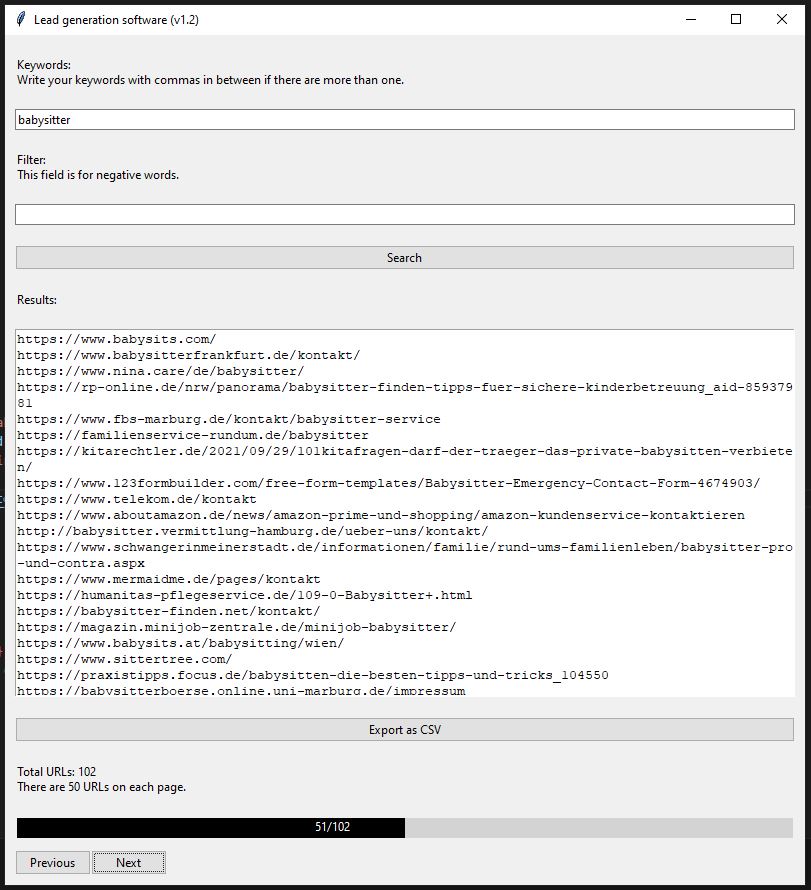 Lead generation software (v1.2)
Keywords:
Write your keywords with commas in between if there are more than one.
babysitter
Filter:
This field is for negative words.
Search
Results:
https://www.babysits.com/
https://www.babysitterfrankfurt.de/kontakt/
https://www.nina.care/de/babysitter/
https://rp-online.de/nrw/panorama/babysitter-finden-tipps-fuer-sichere-kinderbetreuung_aid-859379
81
https://www.fbs-marburg.de/kontakt/babysitter-service
https://familienservice-rundum.de/babysitter
https://kitarechtler.de/2021/09/29/101kitafragen-darf-der-traeger-das-private-babysitten-verbiete
n/
https://www.123formbuilder.com/free-form-templates/Babysitter-Emergency-Contact-Form-4674903/
https://www.telekom.de/kontakt
https://www.aboutamazon.de/news/amazon-prime-und-shopping/amazon-kundenservice-kontaktieren
http://babysitter.vermittlung-hamburg.de/ueber-uns/kontakt/
https://www.schwangerinmeinerstadt.de/informationen/familie/rund-ums-familienleben/babysitter-pro
-und-contra.aspx
https://www.mermaidme.de/pages/kontakt
https://humanitas-pflegeservice.de/109-0-Babysitter+.html
https://babysitter-finden.net/kontakt/
https://magazin.minijob-zentrale.de/minijob-babysitter/
https://www.babysits.at/babysitting/wien/
https://www.sittertree.com/
https://praxistipps.focus.de/babysitten-die-besten-tipps-und-tricks_104550
https://babysitterboerse.online.uni-marburg.de/impressum
Export as CSV
Total URLs: 102
There are 50 URLs on each page.
51/102
Previous Next